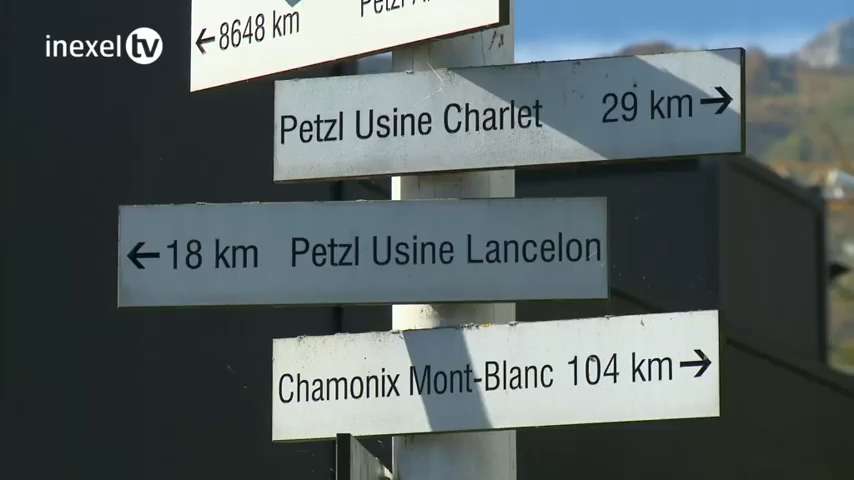 inexel tv
Petzl
← 8648 km
Petzl Usine Charlet 29 km →
← 18 km Petzl Usine Lancelon
Chamonix Mont-Blanc 104 km →